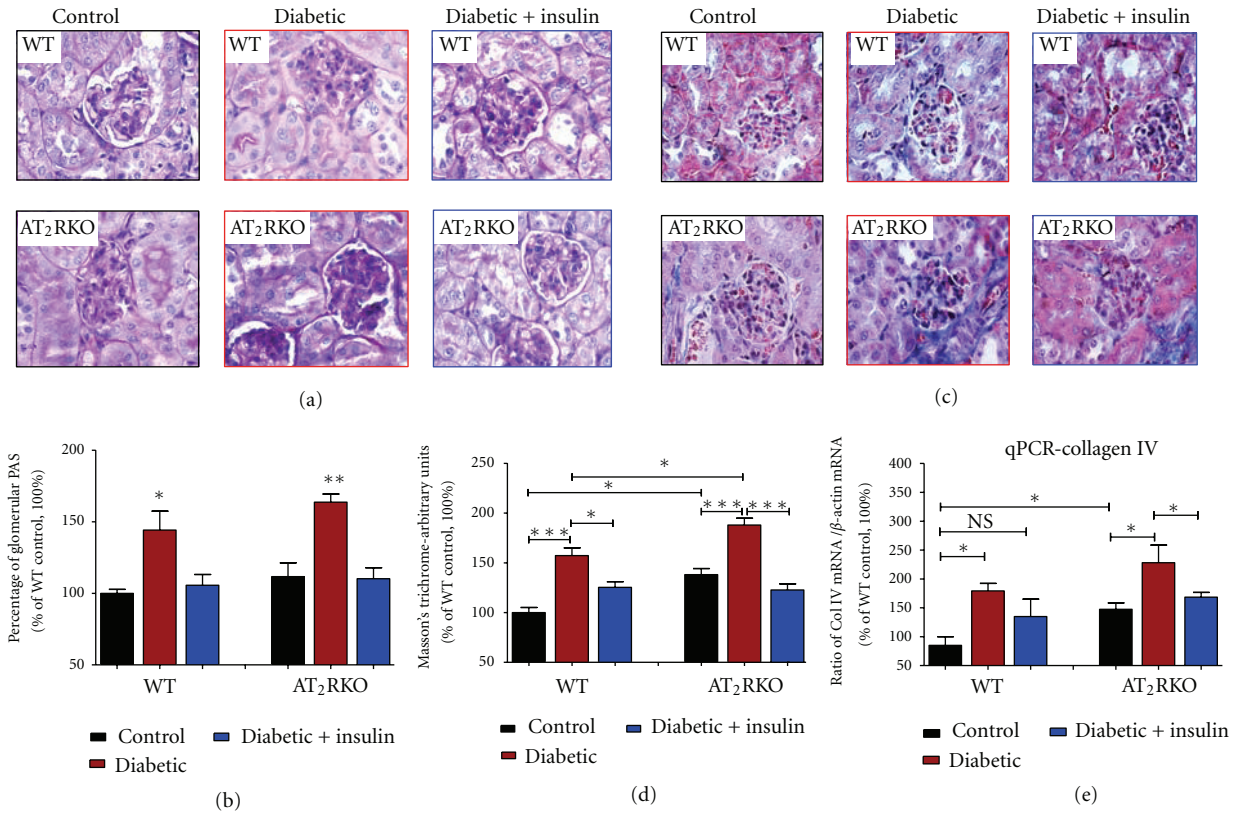 Control
Diabetic
Diabetic + insulin
WT
WT
WT
AT₂RKO
AT₂RKO
AT₂RKO
(a)
Control
Diabetic
Diabetic + insulin
WT
WT
WT
AT₂RKO
AT₂RKO
AT₂RKO
(c)
Percentage of glomerular PAS
(% of WT control, 100%)
200
150
100
50
*
**
WT
AT₂RKO
Control
Diabetic + insulin
Diabetic
(b)
Masson's trichrome-arbitrary units
(% of WT control, 100%)
250
200
150
100
50
*
*
***
*
***
***
WT
AT₂RKO
Control
Diabetic + insulin
Diabetic
(d)
qPCR-collagen IV
Ratio of Col IV mRNA /β-actin mRNA
(% of WT control, 100%)
400
350
300
250
200
150
100
50
*
NS
*
*
*
WT
AT₂RKO
Control
Diabetic + insulin
Diabetic
(e)